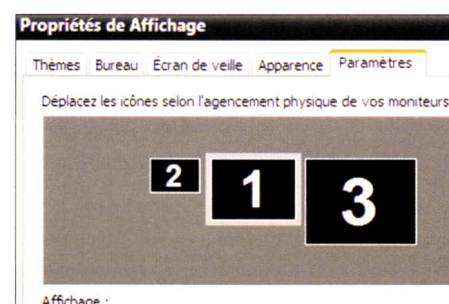 Propriétés de Affichage
Thèmes Bureau Écran de veille Apparence Paramètres
Déplacez les icônes selon l'agencement physique de vos moniteurs
2 1 3
Affichage :